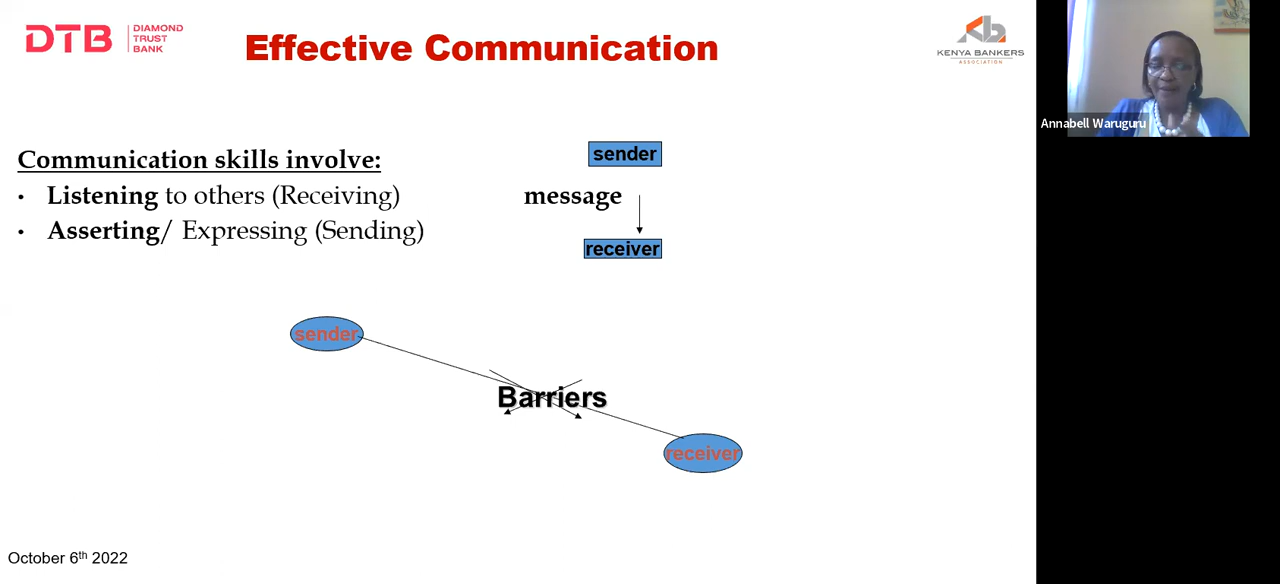 DTB
DIAMOND
TRUST
BANK
Effective Communication
KENYA BANKERS
ASSOCIATION
Annabell Waruguru
Communication skills involve:
• Listening to others (Receiving)
• Asserting/ Expressing (Sending)
sender
message
receiver
sender
Barriers
receiver
October 6th 2022